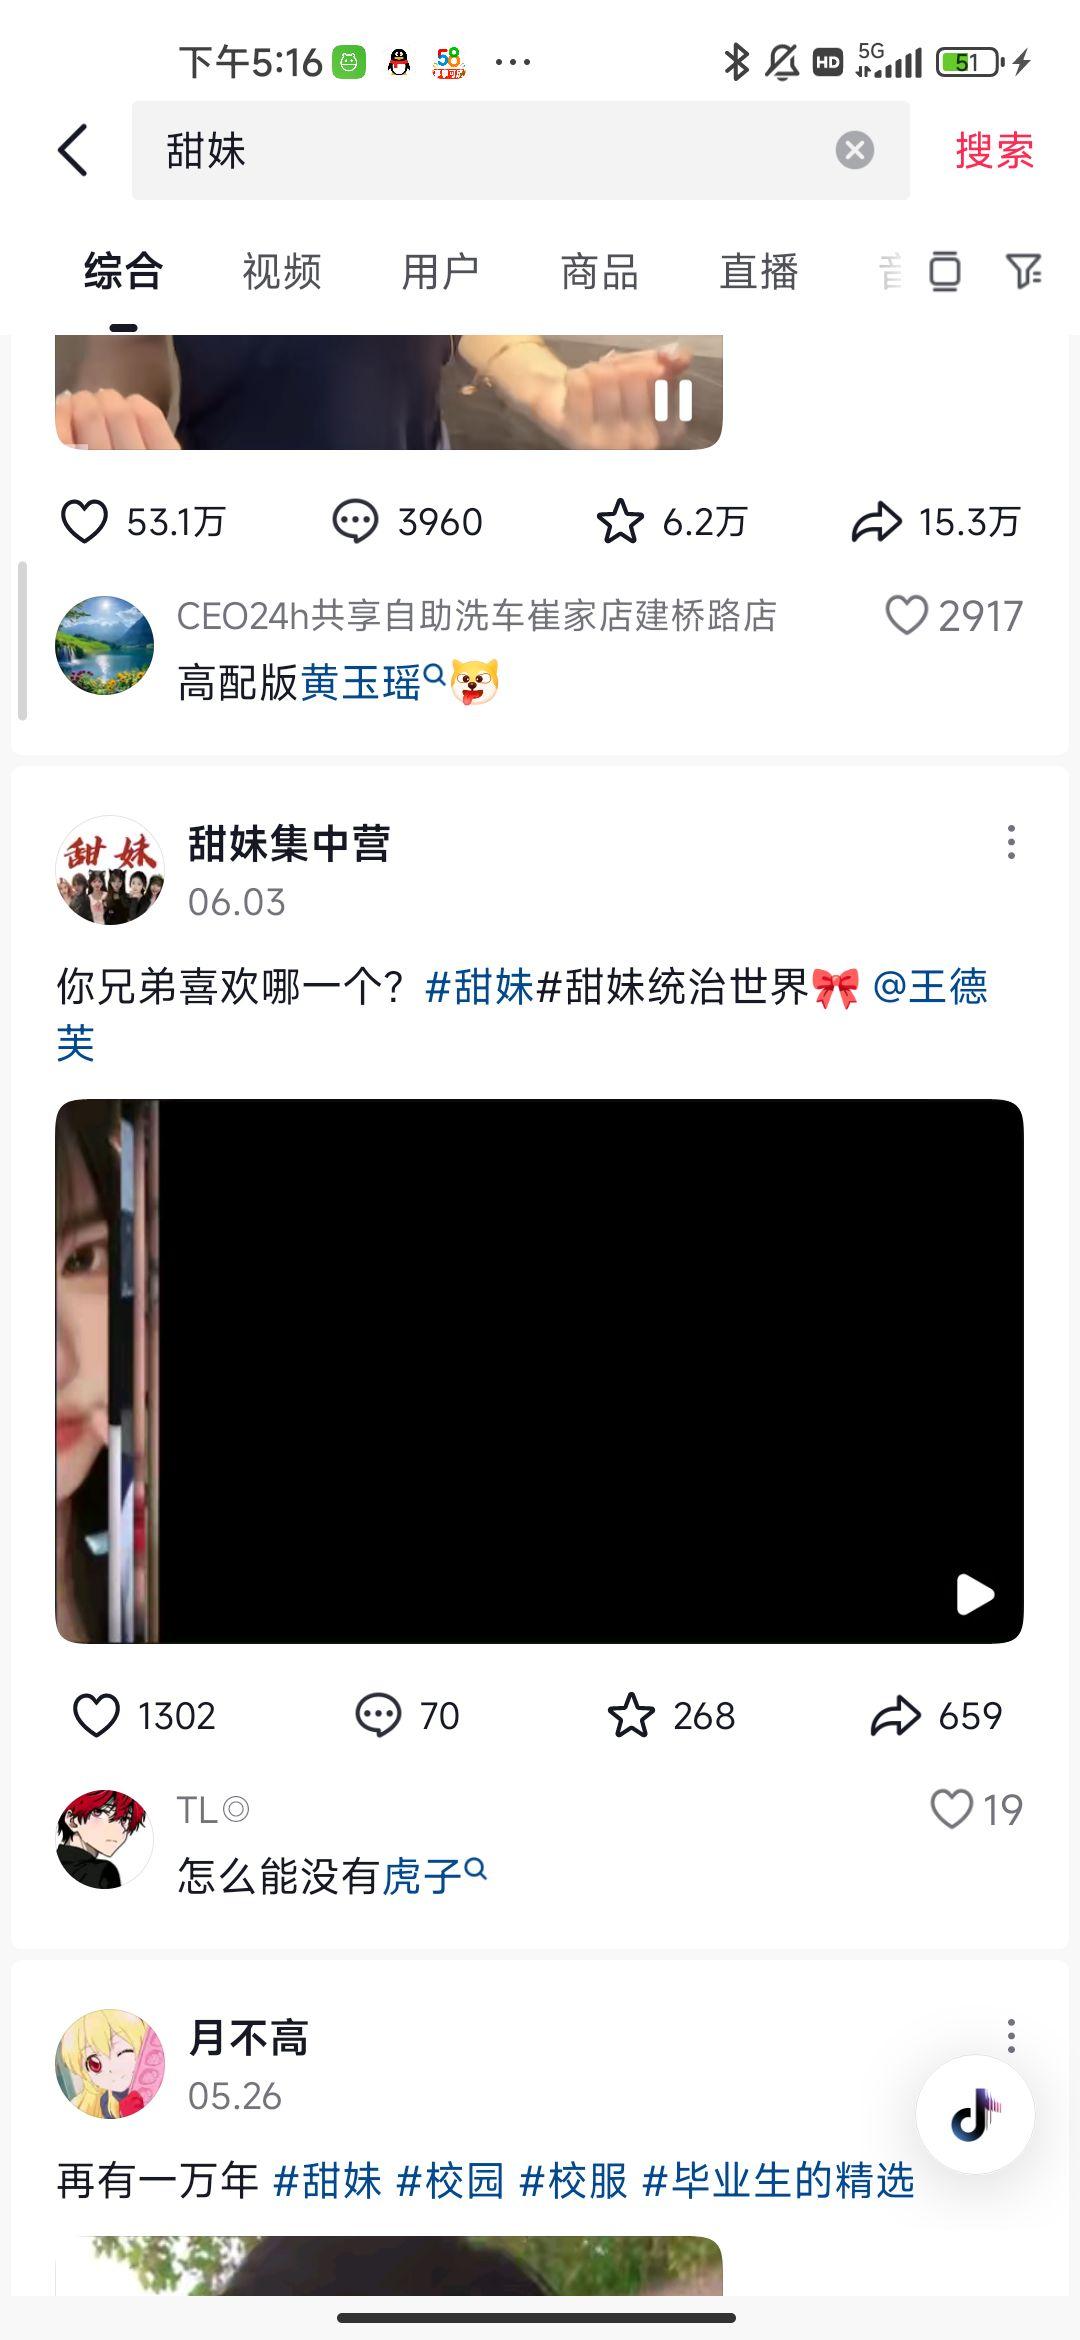 下午5:16
58
HD
5G
51
甜妹
搜索
综合
视频
用户
商品
直播
53.1万
3960
6.2万
15.3万
CEO24h共享自助洗车崔家店建桥路店
2917
高配版黄玉瑶
甜妹
甜妹集中营
06.03
你兄弟喜欢哪一个？#甜妹#甜妹统治世界🎀 @王德
芙
1302
70
268
659
TL◎
19
怎么能没有虎子
月不高
05.26
再有一万年 #甜妹 #校园 #校服 #毕业生的精选